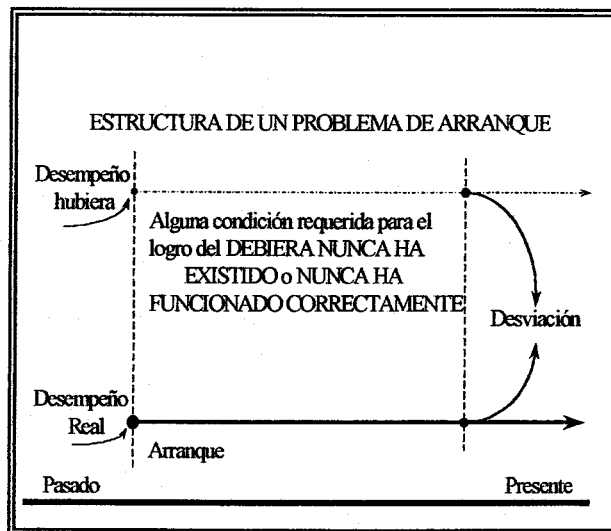 ESTRUCTURA DE UN PROBLEMA DE ARRANQUE
Desempeño
hubiera
Alguna condición requerida para el
logro del DEBIERA NUNCA HA
EXISTIDO o NUNCA HA
FUNCIONADO CORRECTAMENTE
Desviación
Desempeño
Real
Arranque
Pasado
Presente